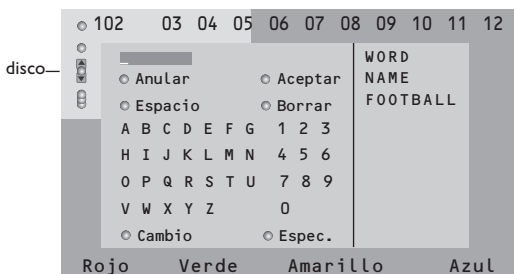 102 03 04 05 06 07 08 09 10 11 12
WORD
disco
Anular Aceptar NAME
Espacio Borrar FOOTBALL
A B C D E F G 1 2 3
H I J K L M N 4 5 6
O P Q R S T U 7 8 9
V W X Y Z 0
Cambio Espec.
Rojo Verde Amarillo Azul